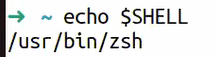 ➜ ~ echo $SHELL
/usr/bin/zsh